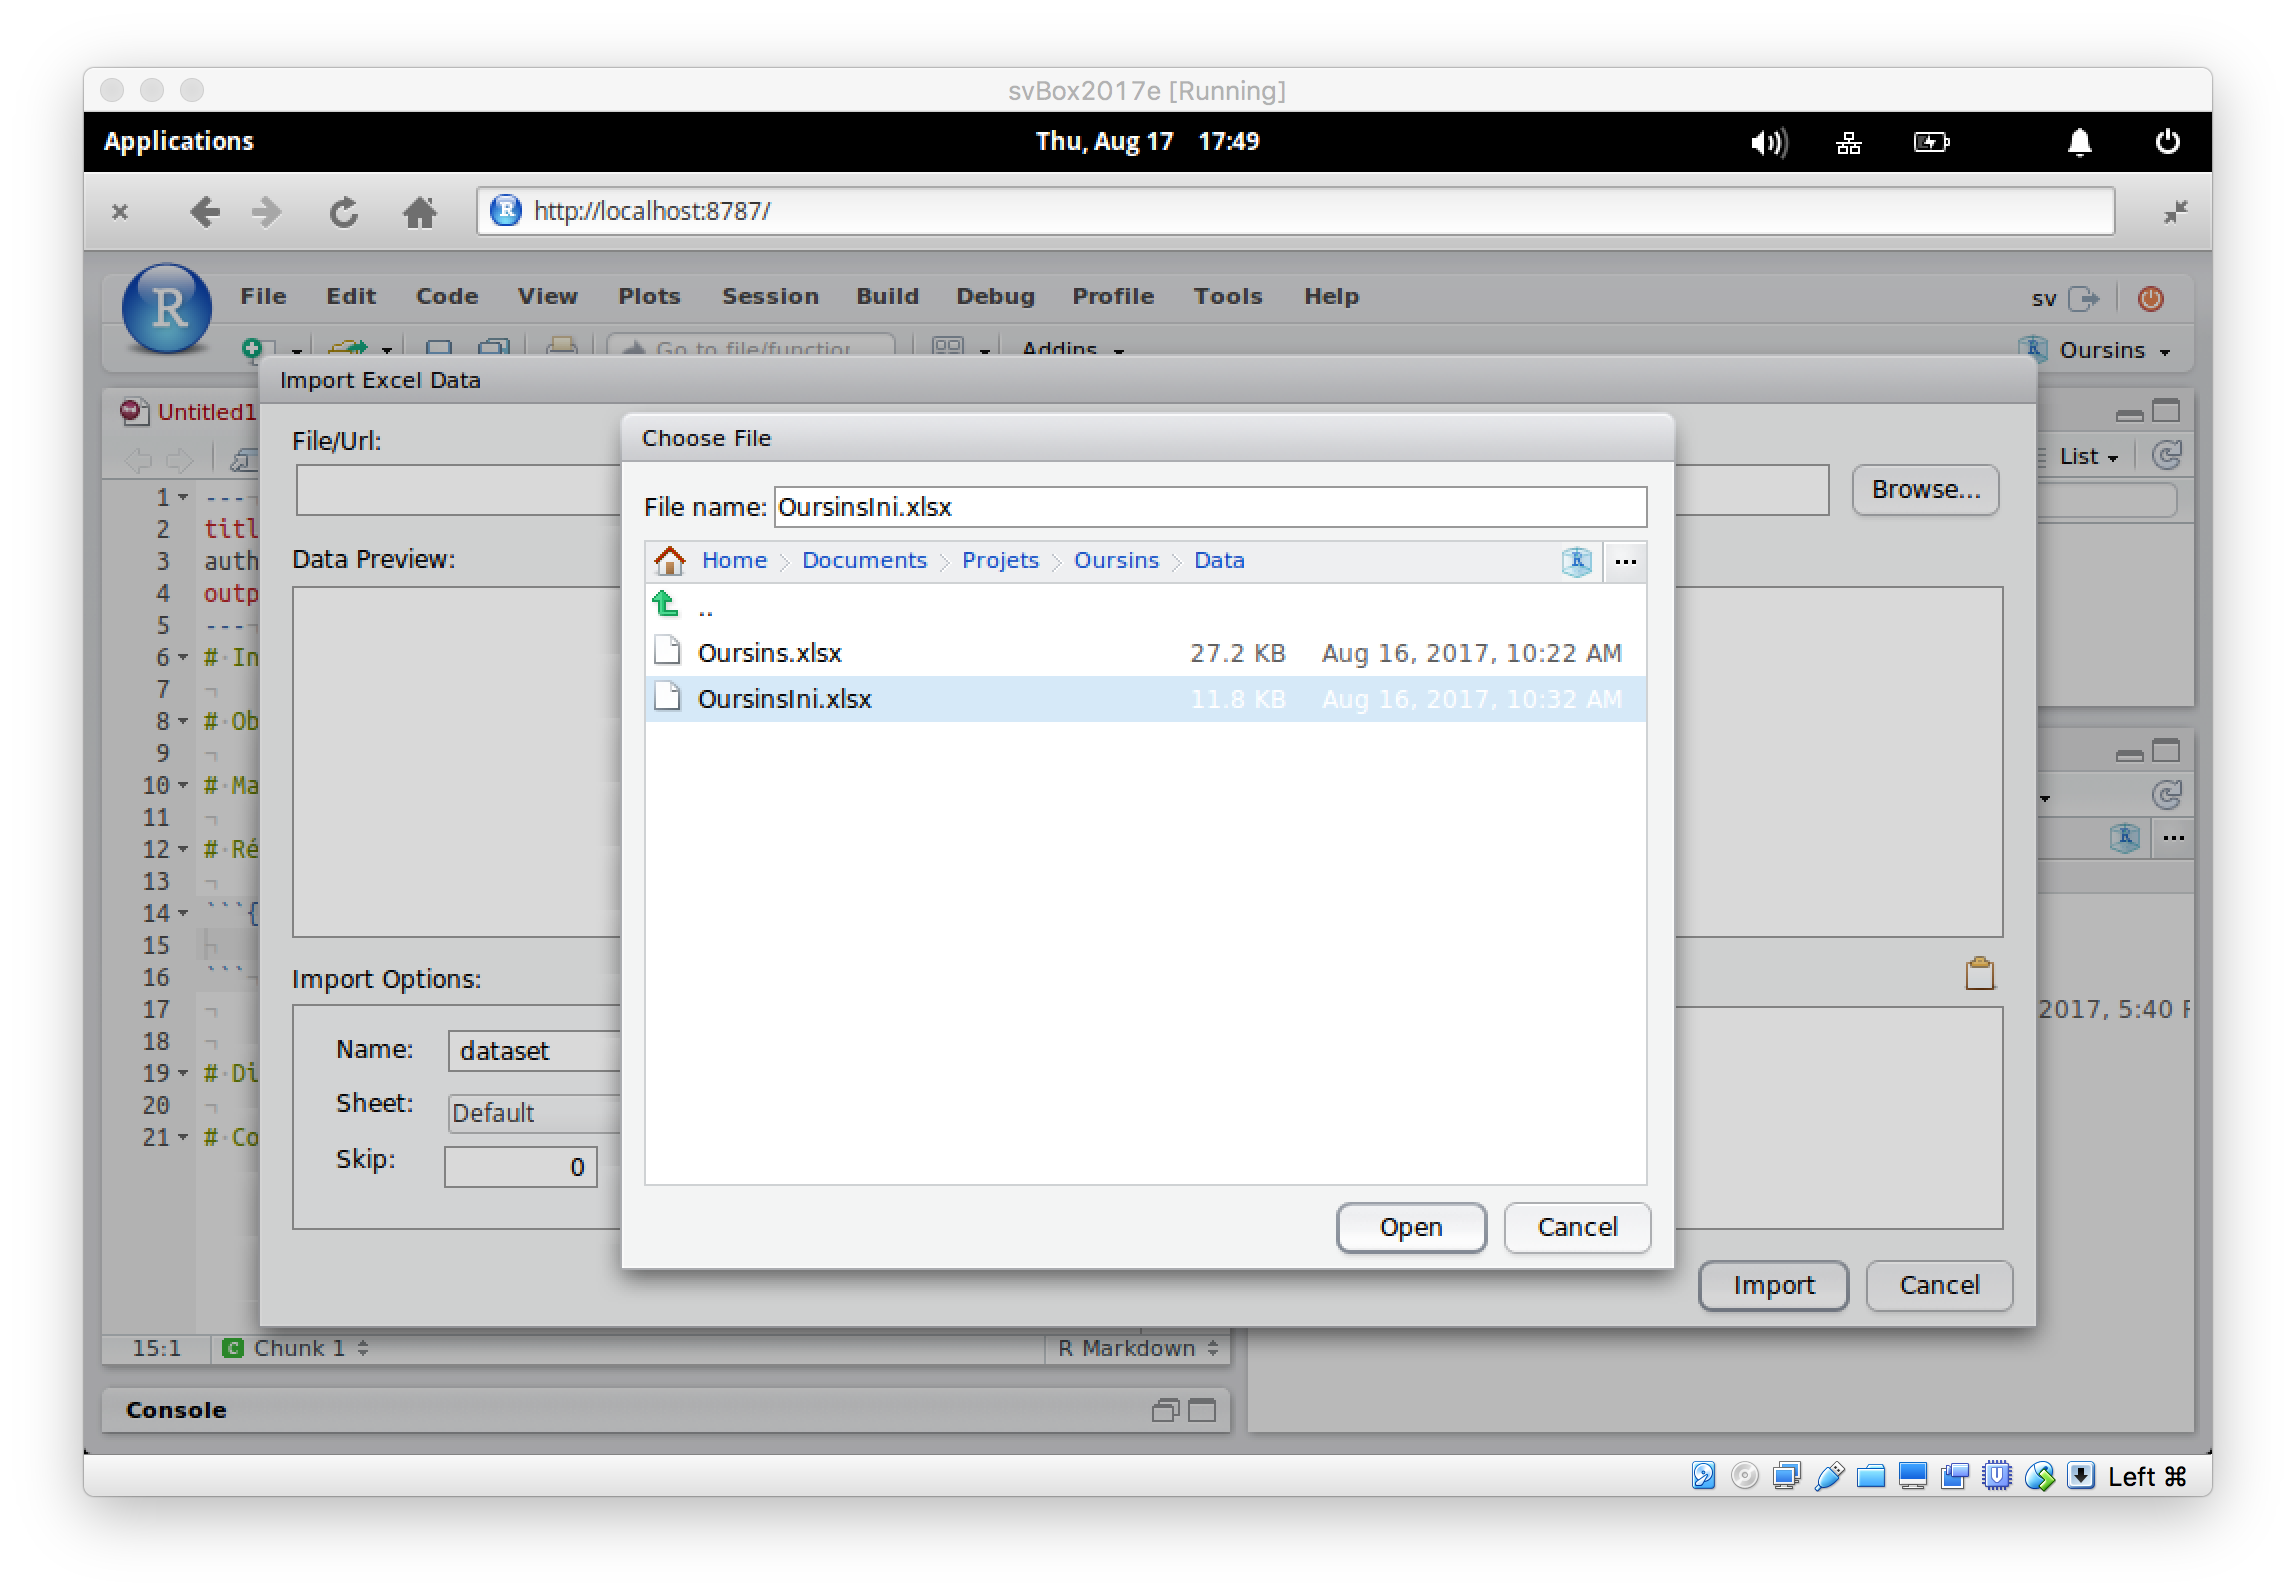 svBox2017e [Running]
Applications
Thu, Aug 17 17:49
http://localhost:8787/
File Edit Code View Plots Session Build Debug Profile Tools Help
sv
Go to file/function
Addins
Oursins
Import Excel Data
Untitled1
Choose File
File/Url:
List
Browse...
File name: OursinsIni.xlsx
Data Preview:
Home Documents Projets Oursins Data
..
Oursins.xlsx 27.2 KB Aug 16, 2017, 10:22 AM
OursinsIni.xlsx 11.8 KB Aug 16, 2017, 10:32 AM
1 ---
2 titl
3 auth
4 outp
5 ---
6 # In
7
8 # Ob
9
10 # Ma
11
12 # Ré
13
14 ```{
15
16 ```
17
18
19 # Di
20
21 # Co
Import Options:
2017, 5:40 P
Name: dataset
Sheet: Default
Skip: 0
Open Cancel
Import Cancel
15:1 C Chunk 1 R Markdown
Console
Left ⌘